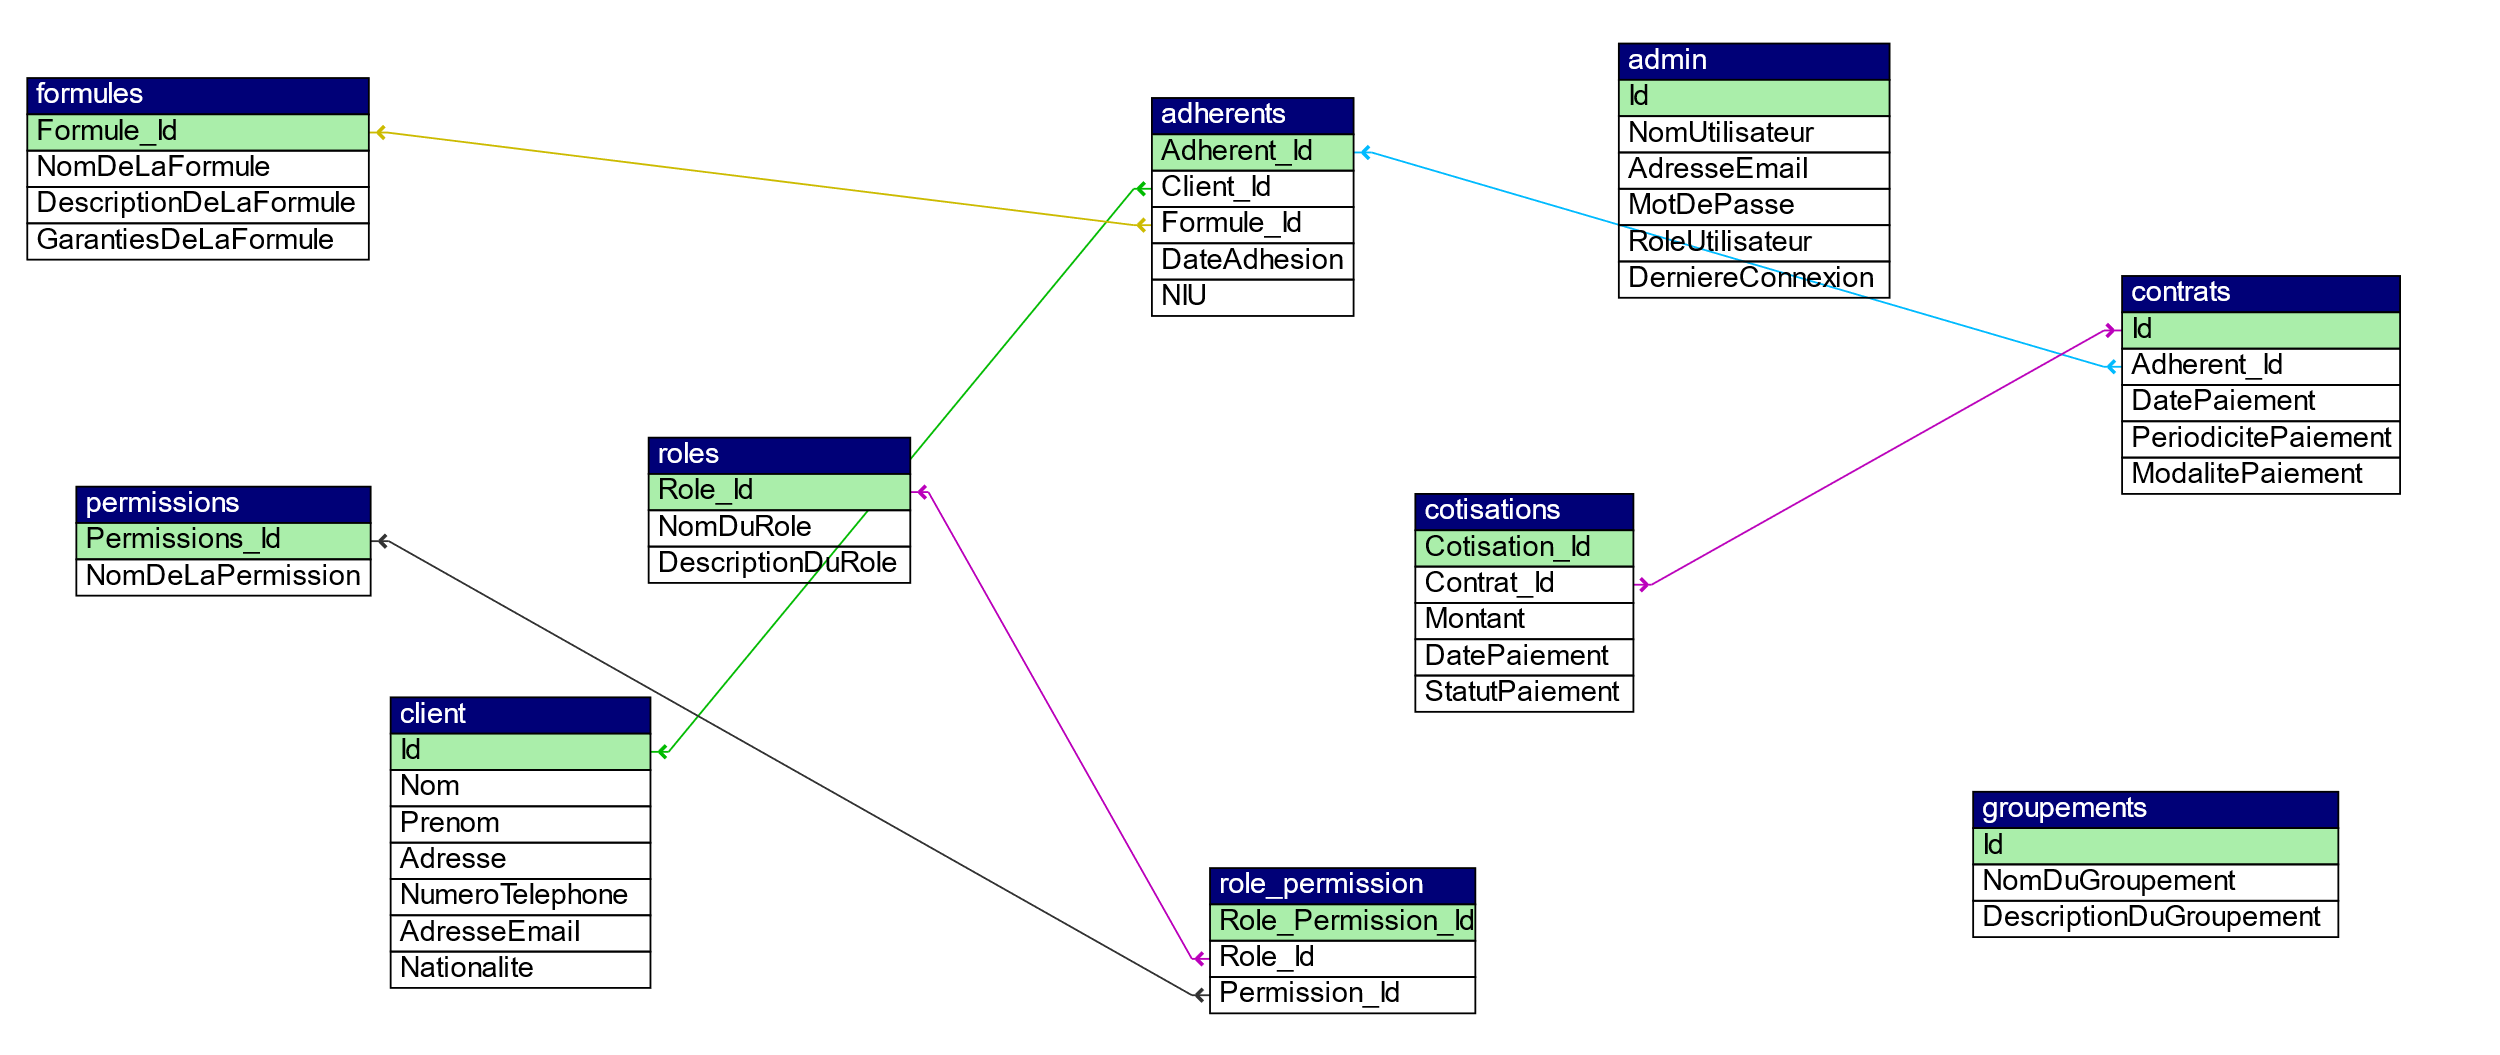 formules
Formule_Id
NomDeLaFormule
DescriptionDeLaFormule
GarantiesDeLaFormule
adherents
Adherent_Id
Client_Id
Formule_Id
DateAdhesion
NIU
admin
Id
NomUtilisateur
AdresseEmail
MotDePasse
RoleUtilisateur
DerniereConnexion
contrats
Id
Adherent_Id
DatePaiement
PeriodicitePaiement
ModalitePaiement
roles
Role_Id
NomDuRole
DescriptionDuRole
permissions
Permissions_Id
NomDeLaPermission
cotisations
Cotisation_Id
Contrat_Id
Montant
DatePaiement
StatutPaiement
client
Id
Nom
Prenom
Adresse
NumeroTelephone
AdresseEmail
Nationalite
role_permission
Role_Permission_Id
Role_Id
Permission_Id
groupements
Id
NomDuGroupement
DescriptionDuGroupement